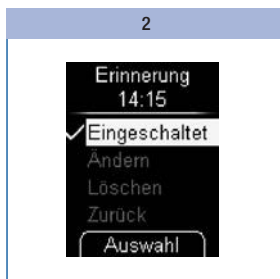 2
Erinnerung
14:15
Eingeschaltet
Ändern
Löschen
Zurück
Auswahl